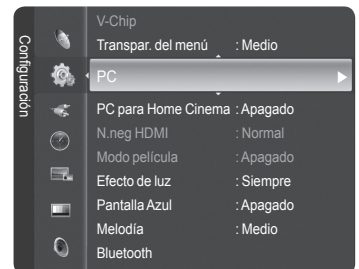 Configuración
V-Chip
Transpar. del menú : Medio
PC
PC para Home Cinema : Apagado
N.neg HDMI : Normal
Modo película : Apagado
Efecto de luz : Siempre
Pantalla Azul : Apagado
Melodía : Medio
Bluetooth